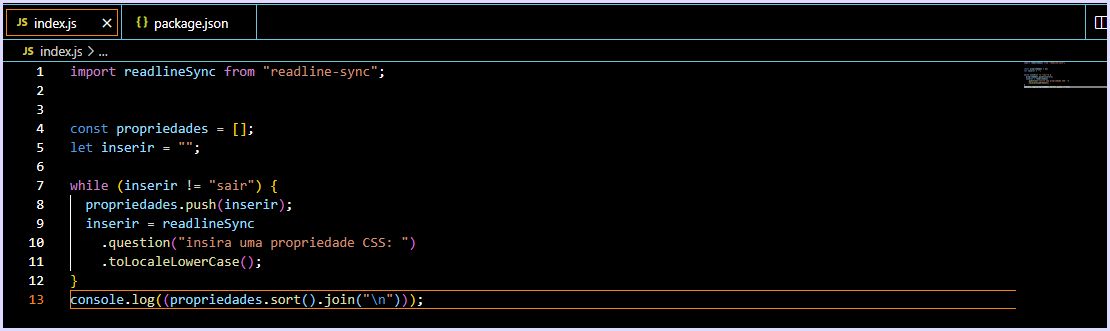 JS index.js × {} package.json
JS index.js > ...
1 import readlineSync from "readline-sync";
2
3
4 const propriedades = [];
5 let inserir = "";
6
7 while (inserir != "sair") {
8   propriedades.push(inserir);
9   inserir = readlineSync
10     .question("insira uma propriedade CSS: ")
11     .toLocaleLowerCase();
12 }
13 console.log((propriedades.sort().join("\n")));